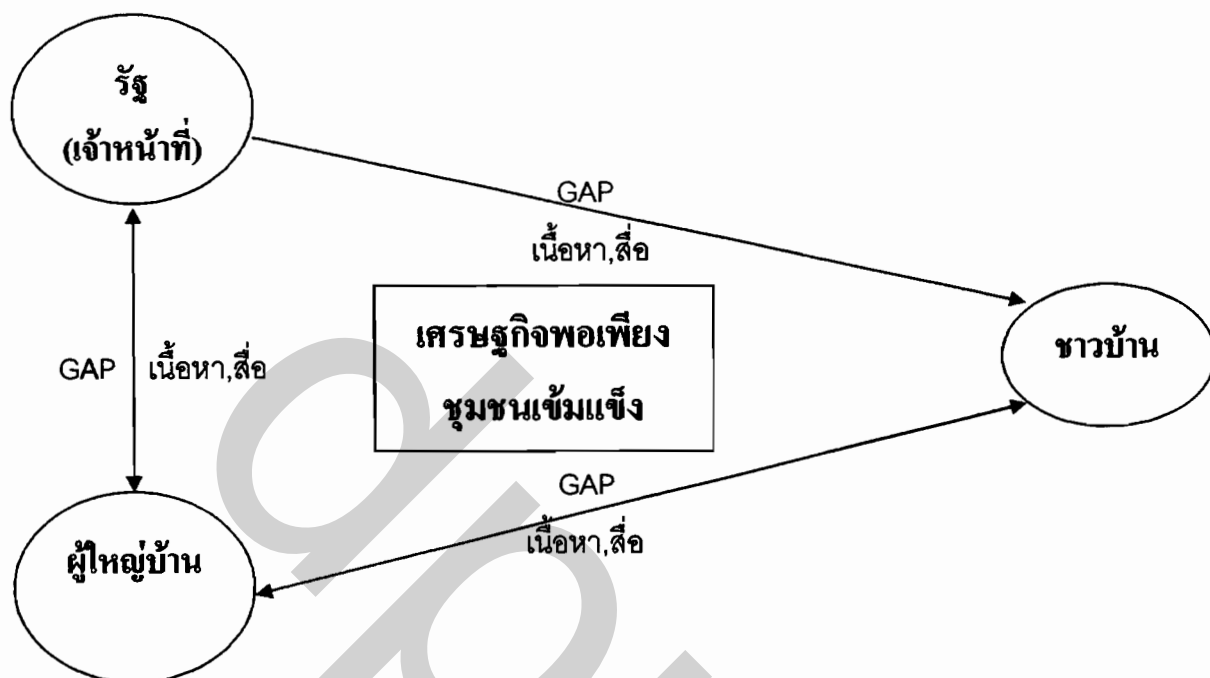 รัฐ
(เจ้าหน้าที่)
GAP
เนื้อหา,สื่อ
เศรษฐกิจพอเพียง
ชุมชนเข้มแข็ง
ชาวบ้าน
GAP เนื้อหา,สื่อ
GAP
เนื้อหา,สื่อ
ผู้ใหญ่บ้าน